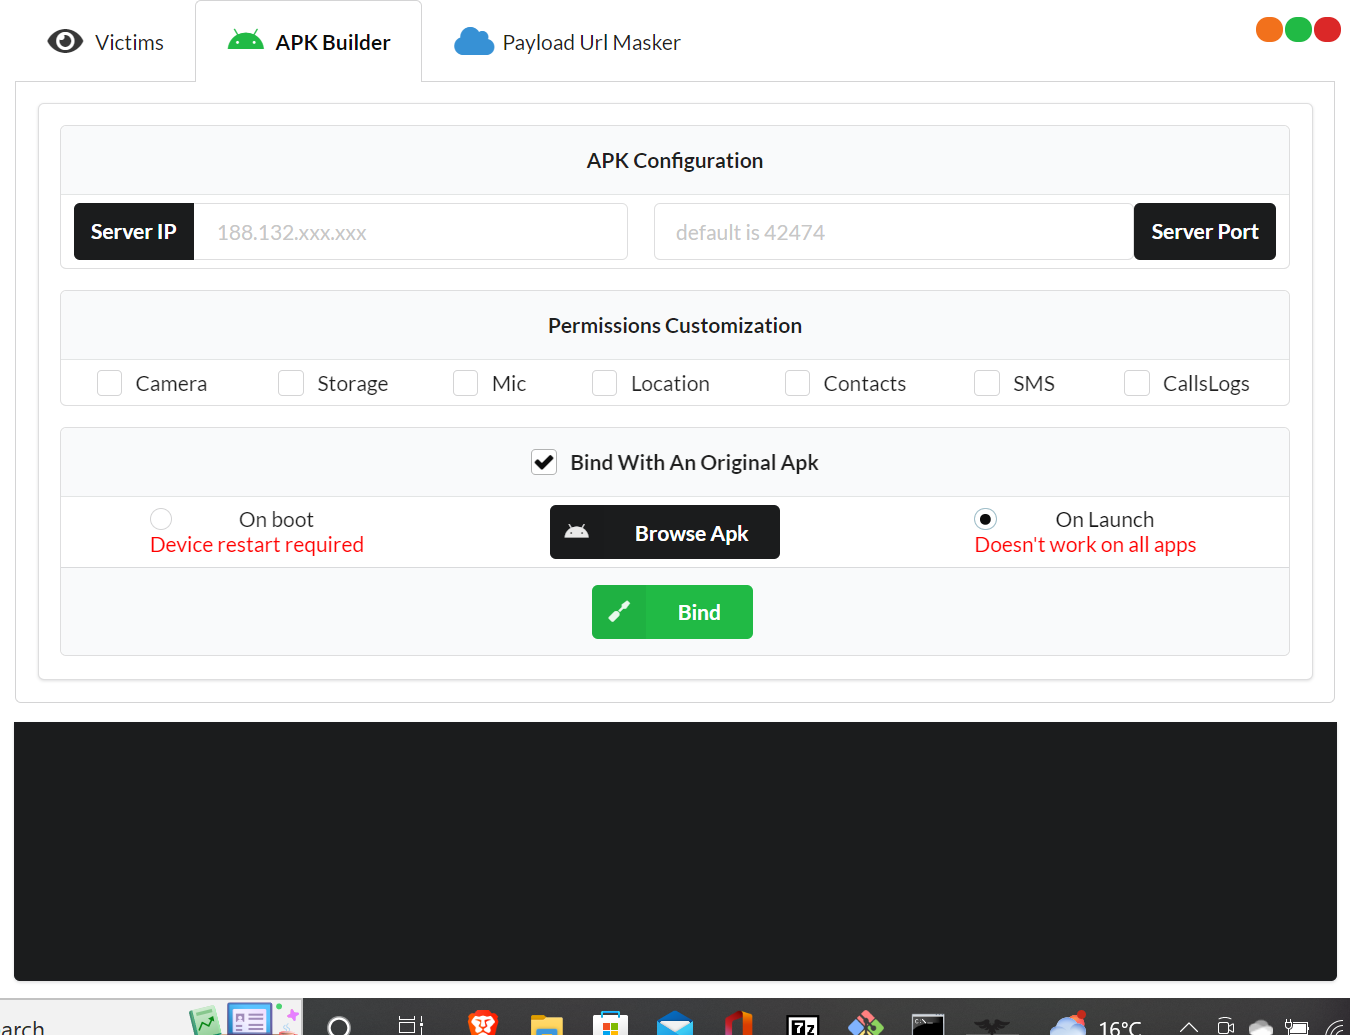 Victims
APK Builder
Payload Url Masker
APK Configuration
Server IP 188.132.xxx.xxx default is 42474 Server Port
Permissions Customization
Camera Storage Mic Location Contacts SMS CallsLogs
Bind With An Original Apk
On boot
Device restart required
Browse Apk
On Launch
Doesn't work on all apps
Bind
arch
7z
16°C